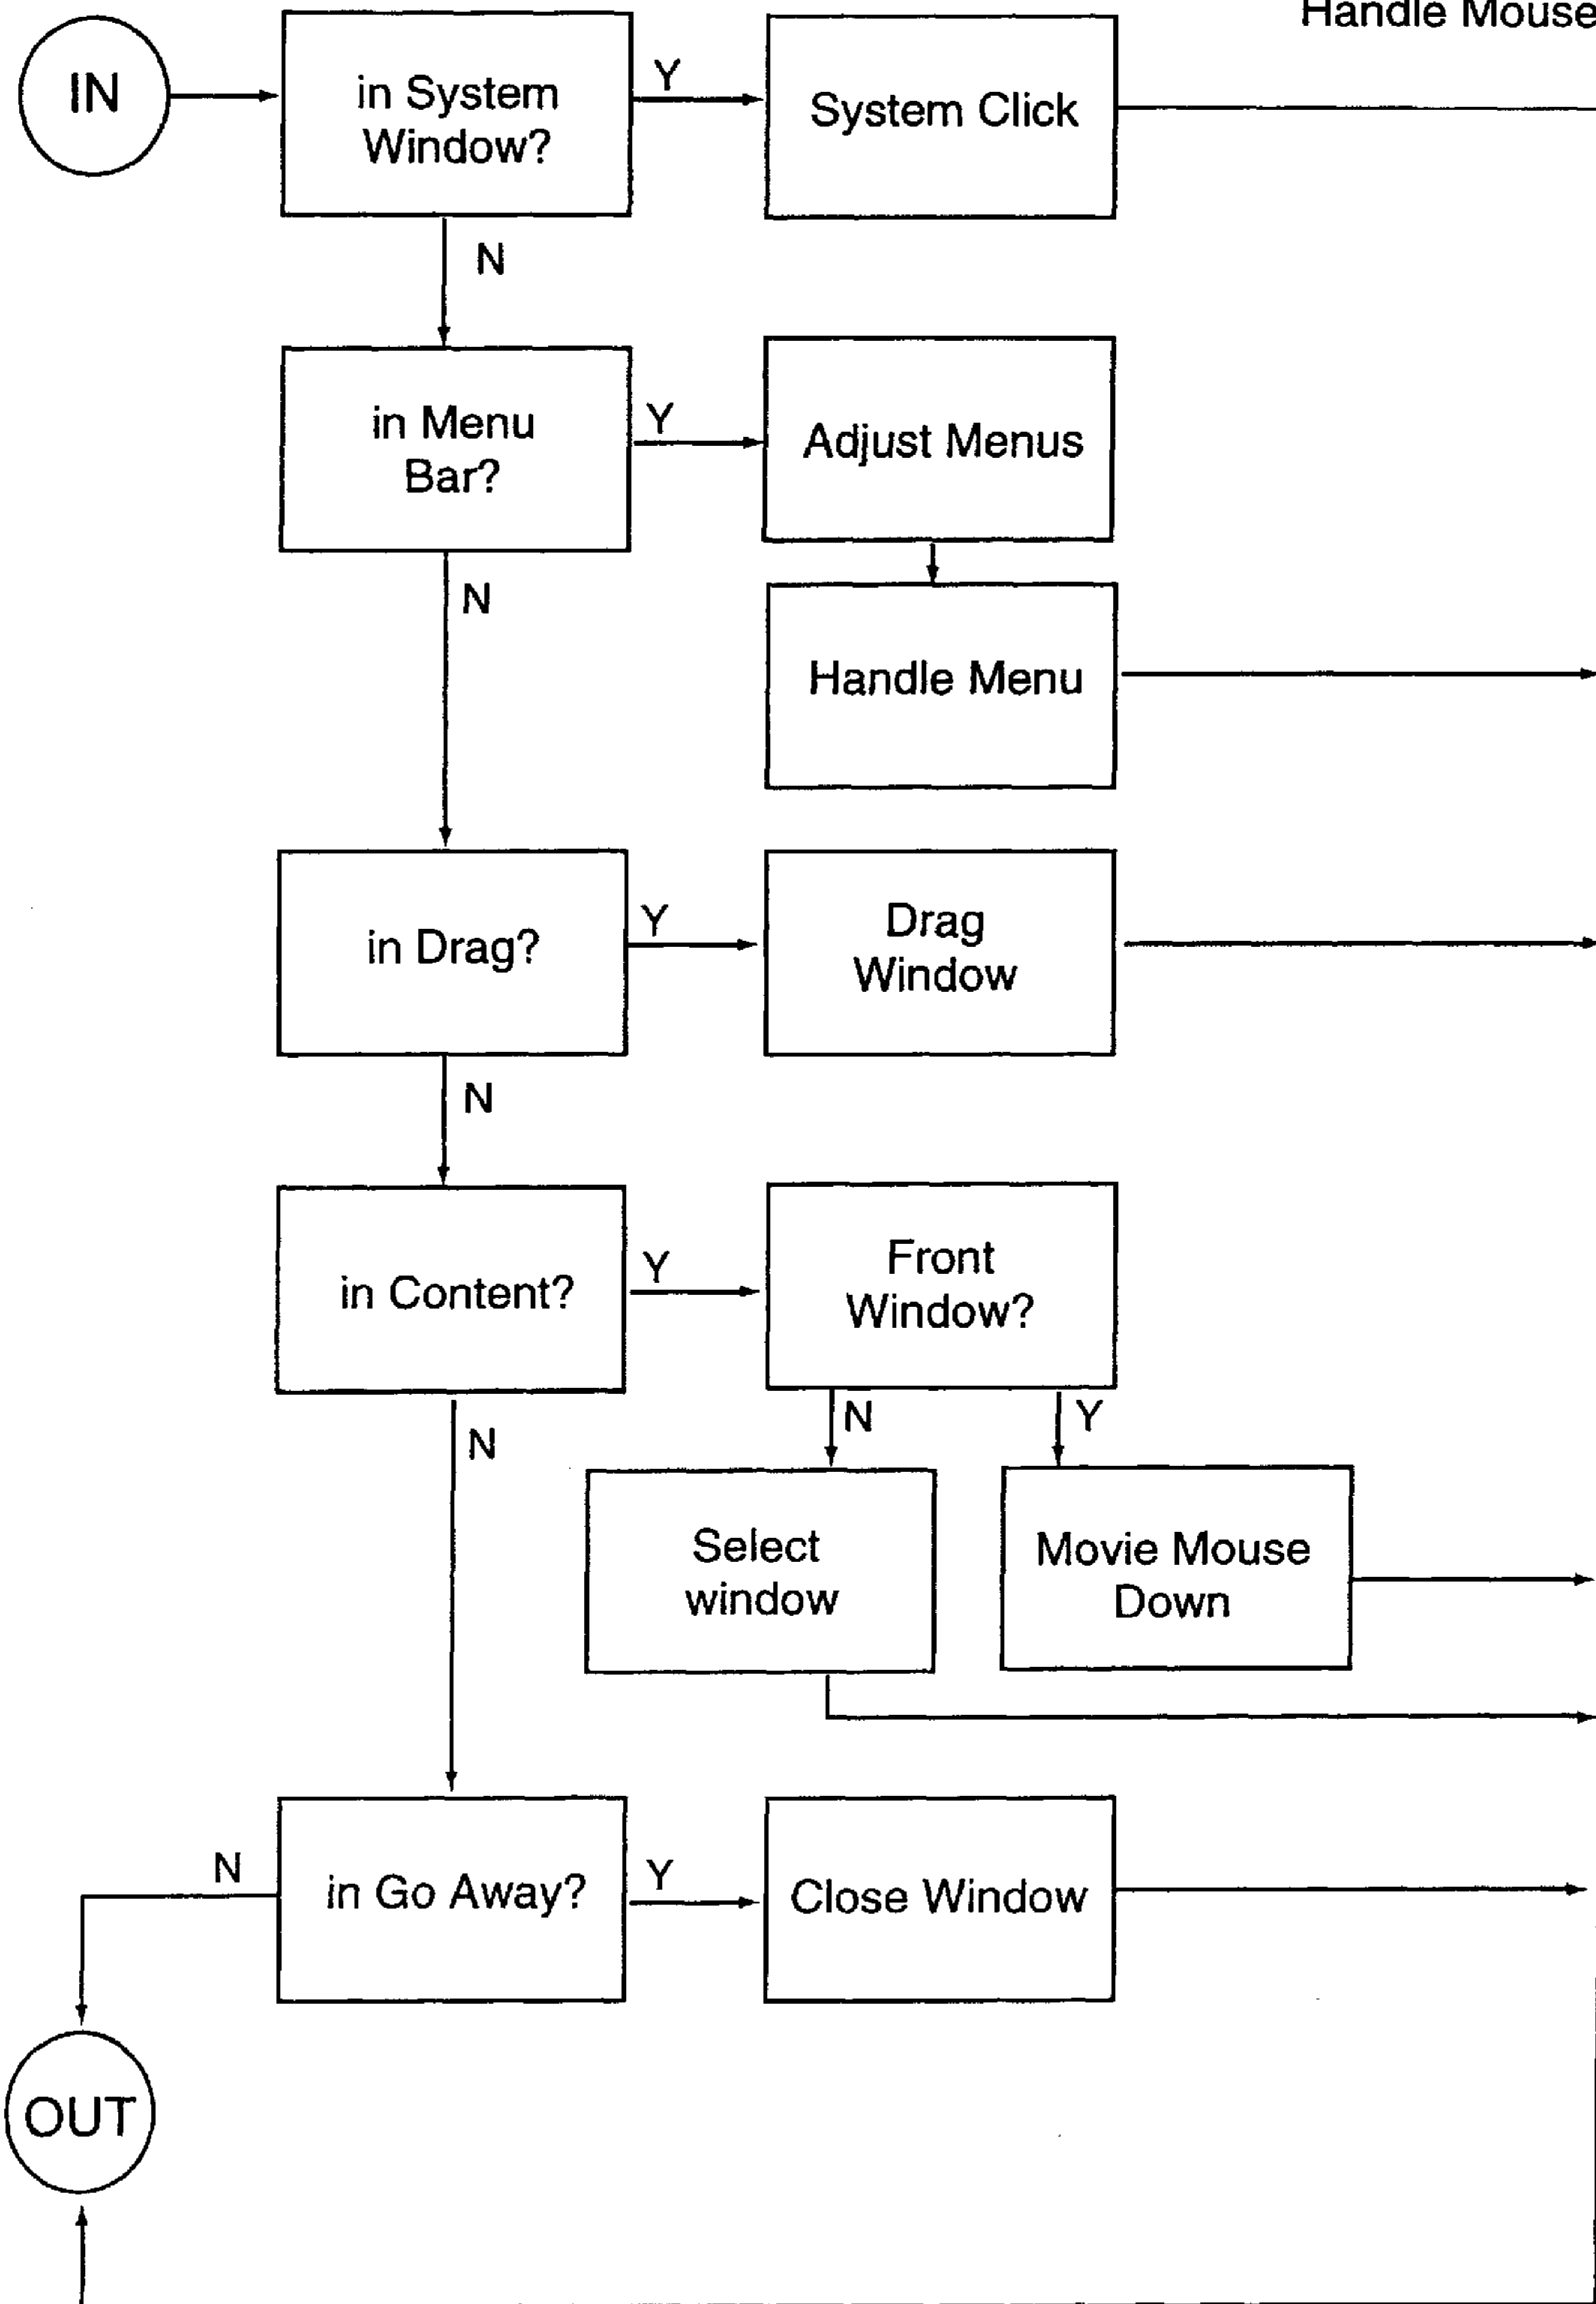 Handle Mouse
IN
in System
Window?
Y
System Click
N
in Menu
Bar?
Y
Adjust Menus
N
Handle Menu
in Drag?
Y
Drag
Window
N
in Content?
Y
Front
Window?
N
Y
N
Select
window
Movie Mouse
Down
N
in Go Away?
Y
Close Window
OUT